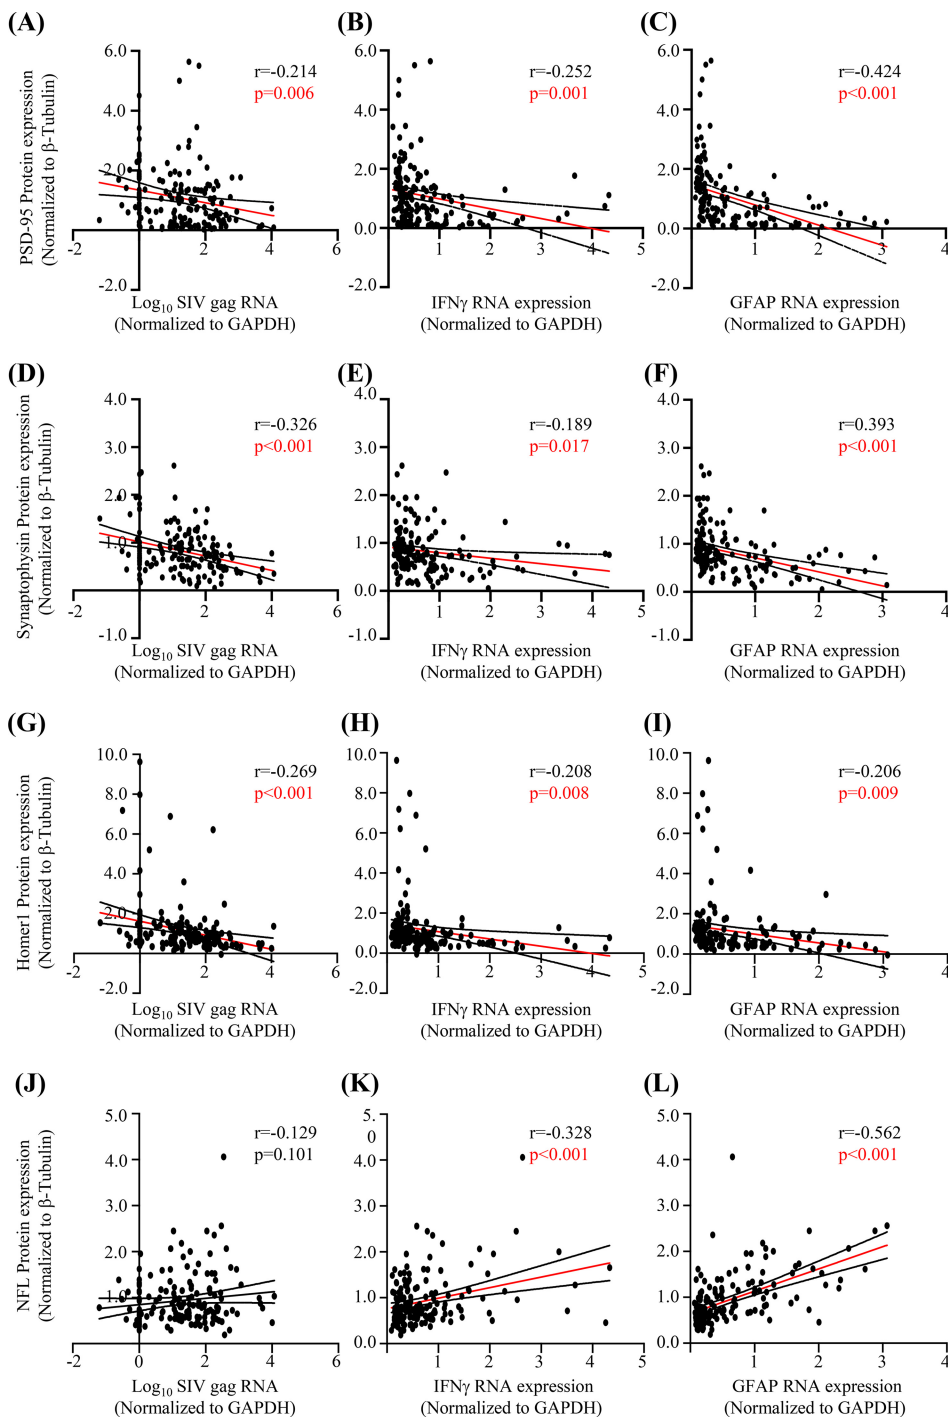 (A)
6.0
4.0
2.0
0.0
-2.0
-2
0
2
4
6
r=-0.214
p=0.006
PSD-95 Protein expression
(Normalized to β-Tubulin)
Log10 SIV gag RNA
(Normalized to GAPDH)
(B)
6.0
4.0
2.0
0.0
-2.0
1
2
3
4
5
r=-0.252
p=0.001
IFNγ RNA expression
(Normalized to GAPDH)
(C)
6.0
4.0
2.0
0.0
-2.0
1
2
3
4
r=-0.424
p<0.001
GFAP RNA expression
(Normalized to GAPDH)
(D)
4.0
3.0
2.0
1.0
0.0
-1.0
-2
0
2
4
6
r=-0.326
p<0.001
Synaptophysin Protein expression
(Normalized to β-Tubulin)
Log10 SIV gag RNA
(Normalized to GAPDH)
(E)
4.0
3.0
2.0
1.0
0.0
-1.0
1
2
3
4
5
r=-0.189
p=0.017
IFNγ RNA expression
(Normalized to GAPDH)
(F)
4.0
3.0
2.0
1.0
0.0
-1.0
1
2
3
4
r=0.393
p<0.001
GFAP RNA expression
(Normalized to GAPDH)
(G)
10.0
8.0
6.0
4.0
2.0
0.0
-2.0
-2
0
2
4
6
r=-0.269
p<0.001
Homer1 Protein expression
(Normalized to β-Tubulin)
Log10 SIV gag RNA
(Normalized to GAPDH)
(H)
10.0
8.0
6.0
4.0
2.0
0.0
-2.0
1
2
3
4
5
r=-0.208
p=0.008
IFNγ RNA expression
(Normalized to GAPDH)
(I)
10.0
8.0
6.0
4.0
2.0
0.0
-2.0
1
2
3
4
r=-0.206
p=0.009
GFAP RNA expression
(Normalized to GAPDH)
(J)
5.0
4.0
3.0
2.0
1.0
0.0
-2
0
2
4
6
r=-0.129
p=0.101
NFL Protein expression
(Normalized to β-Tubulin)
Log10 SIV gag RNA
(Normalized to GAPDH)
(K)
5.
0
4.0
3.0
2.0
1.0
0.0
1
2
3
4
5
r=-0.328
p<0.001
IFNγ RNA expression
(Normalized to GAPDH)
(L)
5.0
4.0
3.0
2.0
1.0
0.0
1
2
3
4
r=-0.562
p<0.001
GFAP RNA expression
(Normalized to GAPDH)